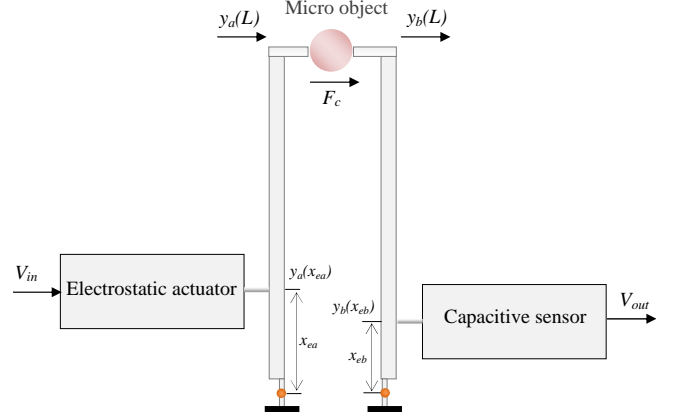 Micro object
y_a(L)
y_b(L)
F_c
V_in
Electrostatic actuator
y_a(x_ea)
y_b(x_eb)
Capacitive sensor
V_out
x_ea
x_eb